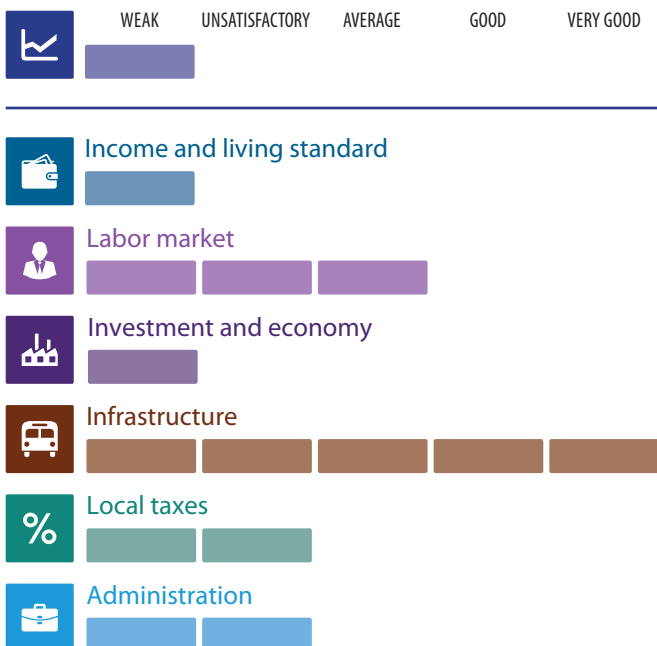 WEAK UNSATISFACTORY AVERAGE GOOD VERY GOOD
Income and living standard
Labor market
Investment and economy
Infrastructure
%
Local taxes
Administration